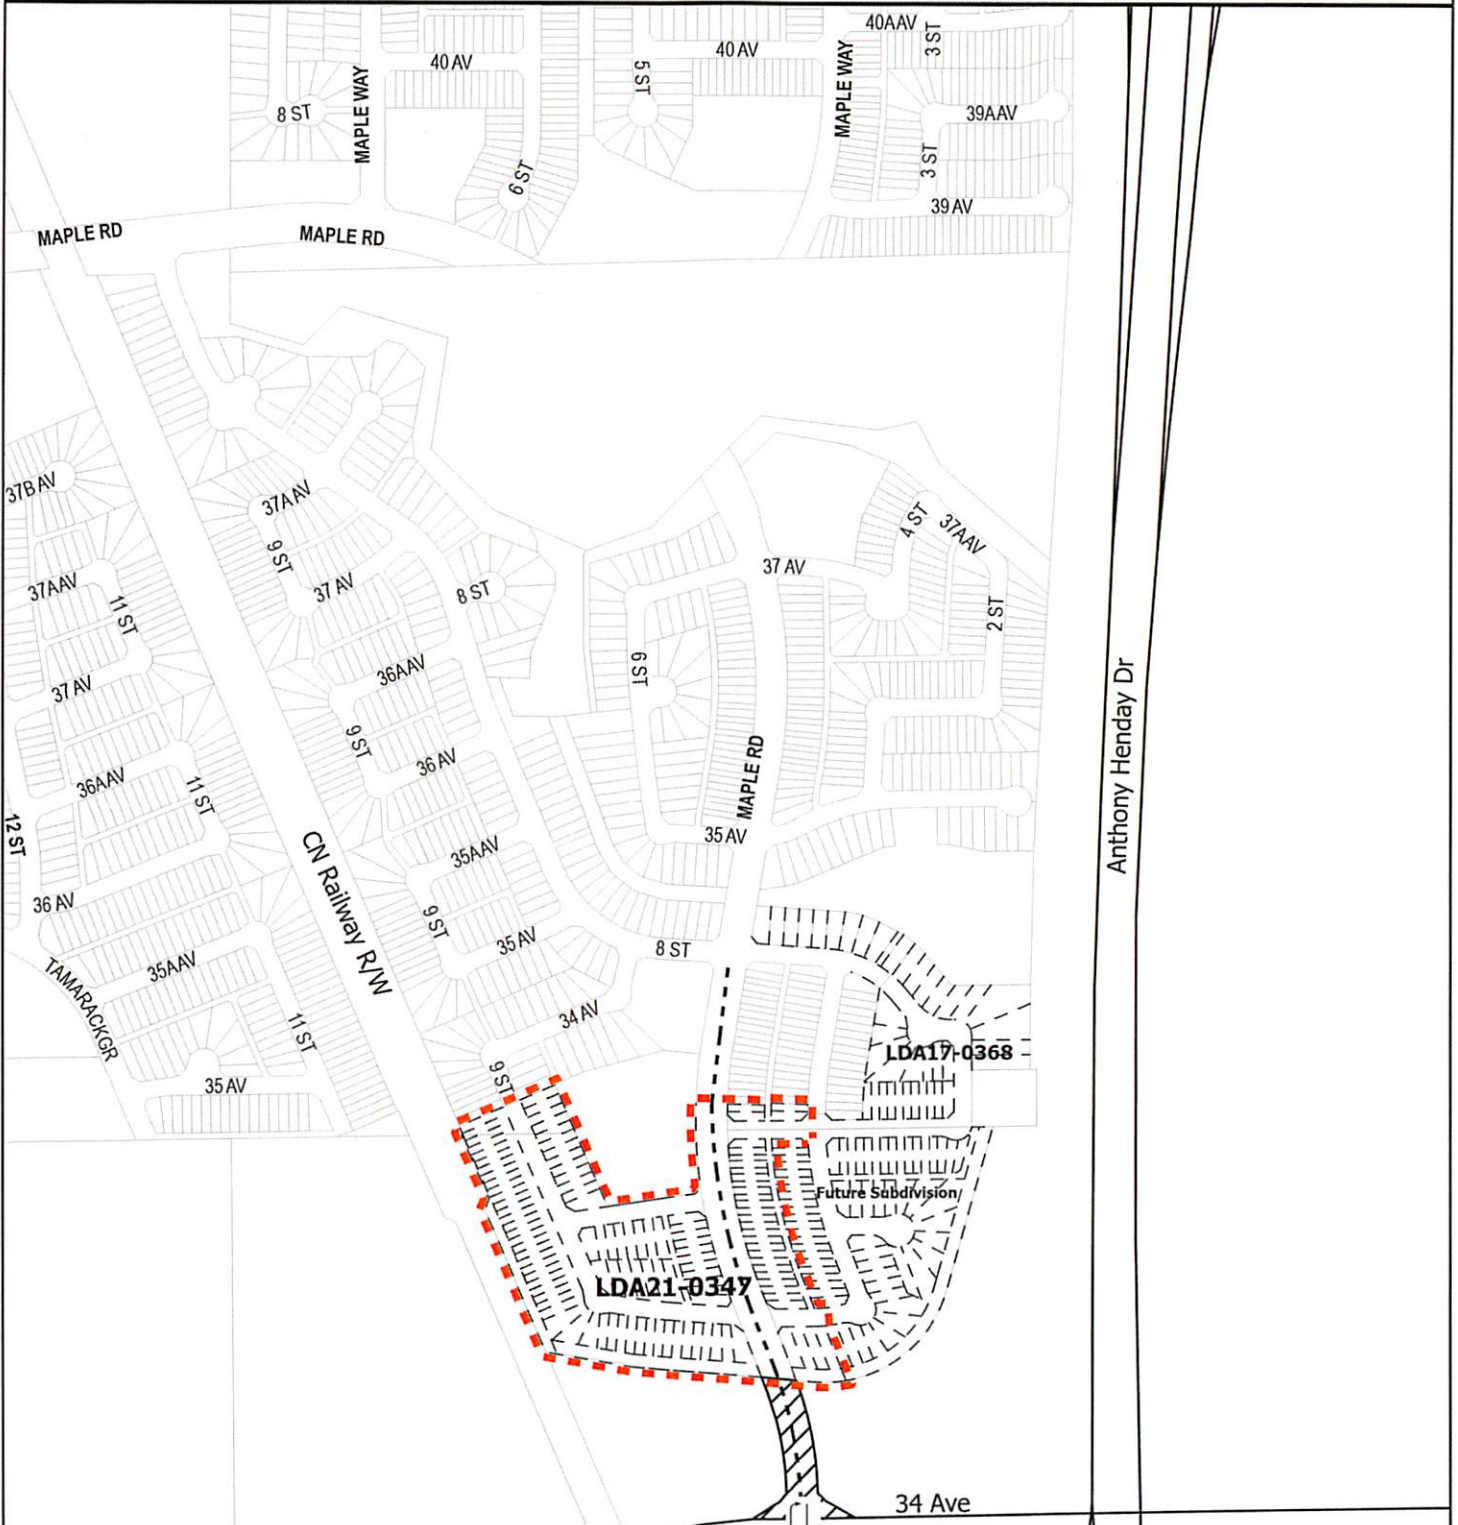 40AAV
3 ST
40 AV
5 ST
40 AV
MAPLE WAY
MAPLE WAY
8 ST
39AAV
3 ST
6 ST
39 AV
MAPLE RD
MAPLE RD
37B AV
37A AV
4 ST
37AAV
9 ST
37 AV
37 AV
37AAV
8 ST
11 ST
2 ST
36AAV
6 ST
37 AV
9 ST
36 AV
MAPLE RD
Anthony Henday Dr
36AAV
11 ST
12 ST
35 AV
35AAV
CN Railway R/W
36 AV
9 ST
35 AV
8 ST
35AAV
TAMARACKGR
34 AV
11 ST
LDA17-0368
9 ST
35 AV
Future Subdivision
LDA21-0347
34 Ave